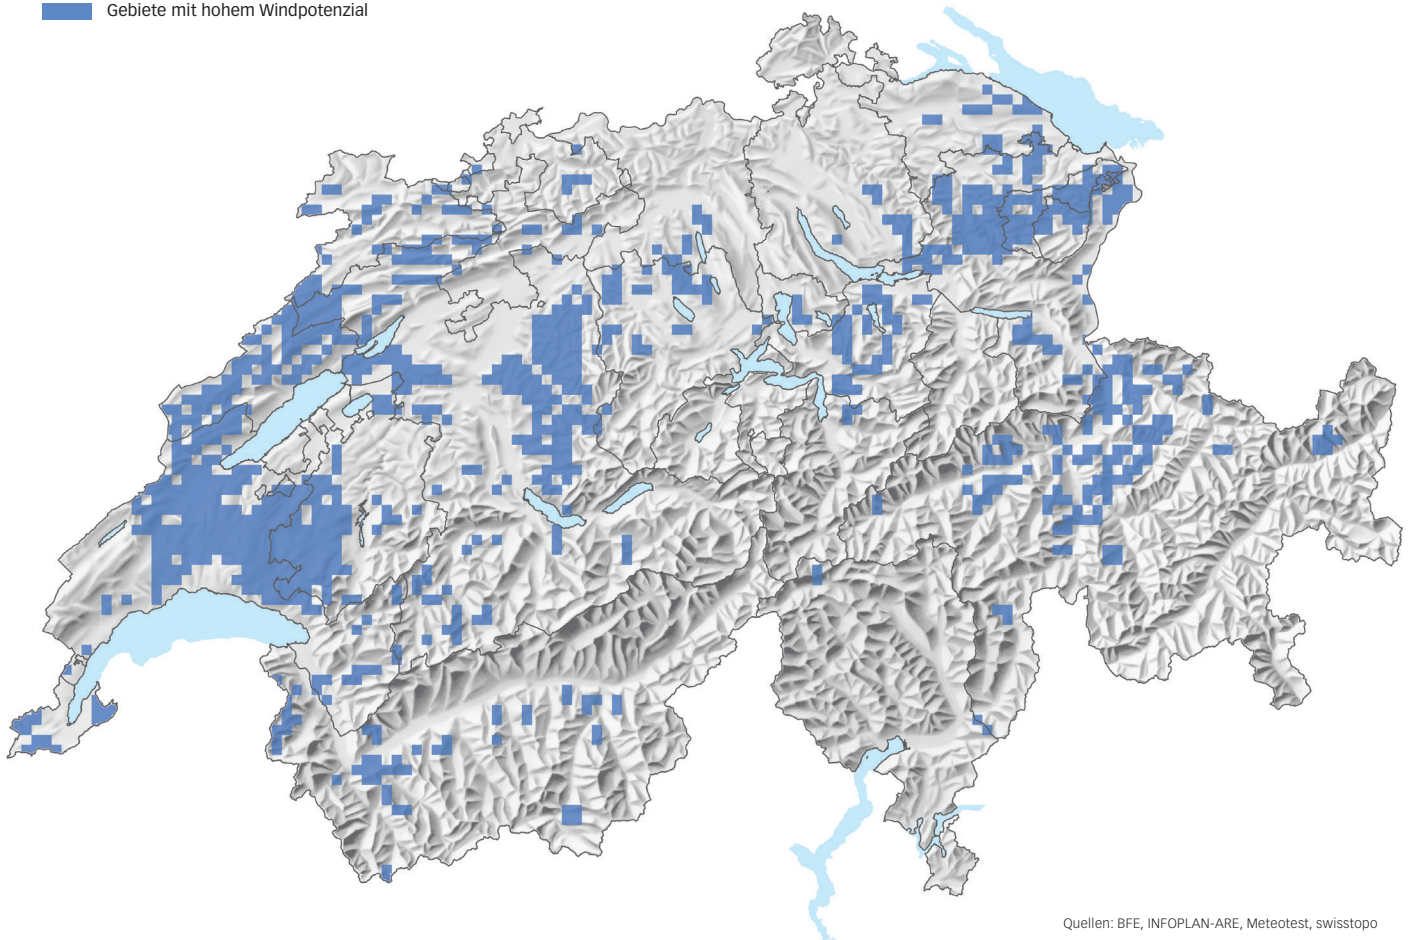 Gebiete mit hohem Windpotenzial
Quellen: BFE, INFOPLAN-ARE, Meteotest, swisstopo